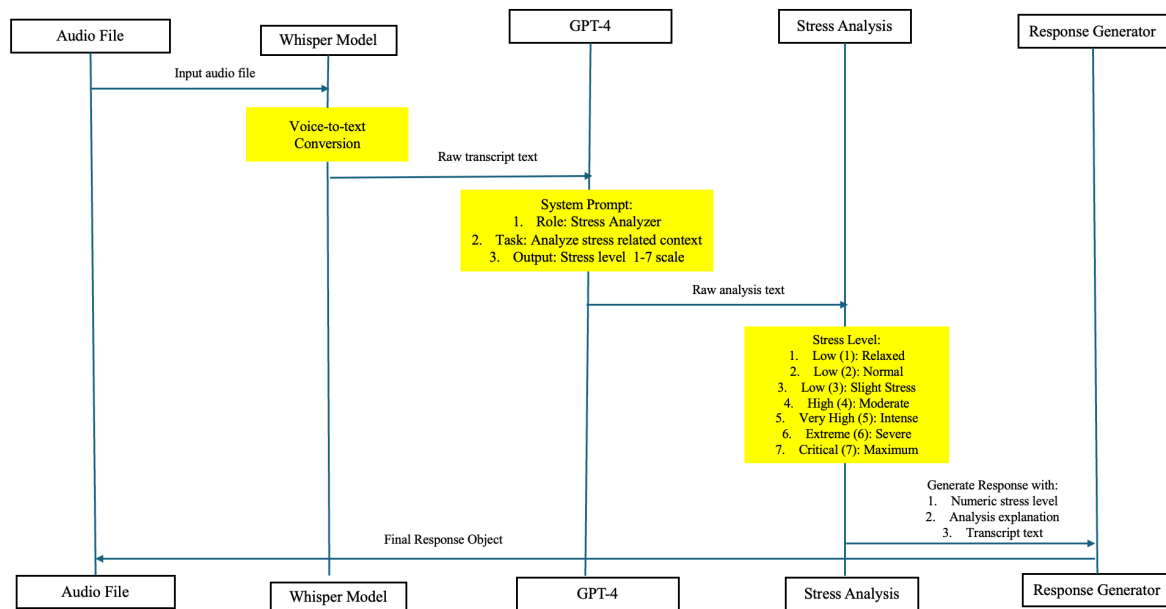 Audio File
Whisper Model
GPT-4
Stress Analysis
Response Generator
Input audio file
Voice-to-text
Conversion
Raw transcript text
System Prompt:
1. Role: Stress Analyzer
2. Task: Analyze stress related context
3. Output: Stress level 1-7 scale
Raw analysis text
Stress Level:
1. Low (1): Relaxed
2. Low (2): Normal
3. Low (3): Slight Stress
4. High (4): Moderate
5. Very High (5): Intense
6. Extreme (6): Severe
7. Critical (7): Maximum
Generate Response with:
1. Numeric stress level
2. Analysis explanation
3. Transcript text
Final Response Object
Audio File
Whisper Model
GPT-4
Stress Analysis
Response Generator